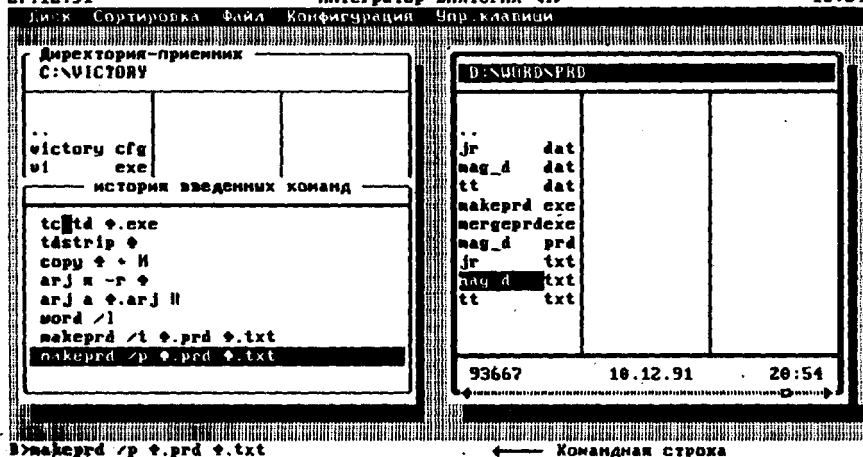 Диск Сортировка Файл Конфигурация Упр.клавиши
Директория-приемник
C:\VICTORY
..
victory cfg
vi exe
история введенных команд
td ♠.exe
tdstrip ♠
copy ♠
arj -r ♠
arj a ♠.arj
word /l
makeprd /t ♠.prd ♠.txt
makeprd /p ♠.prd ♠.txt
D:\WORD\PRD
..
jr dat
mag_d dat
tt dat
makeprd exe
mergeprdexe
mag_d prd
jr txt
mag_d txt
tt txt
93667 10.12.91 20:54
D>makeprd /p ♠.prd ♠.txt
Командная строка